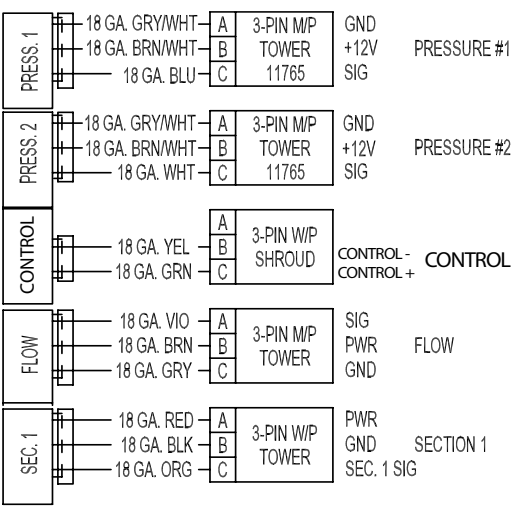 PRESS. 1
18 GA. GRY/WHT A 3-PIN M/P GND
18 GA. BRN/WHT B TOWER +12V PRESSURE #1
18 GA. BLU C 11765 SIG
PRESS. 2
18 GA. GRY/WHT A 3-PIN M/P GND
18 GA. BRN/WHT B TOWER +12V PRESSURE #2
18 GA. WHT C 11765 SIG
CONTROL
A
18 GA. YEL B 3-PIN W/P CONTROL -
18 GA. GRN C SHROUD CONTROL + CONTROL
FLOW
18 GA. VIO A 3-PIN M/P SIG
18 GA. BRN B TOWER PWR FLOW
18 GA. GRY C GND
SEC. 1
18 GA. RED A 3-PIN W/P PWR
18 GA. BLK B TOWER GND SECTION 1
18 GA. ORG C SEC. 1 SIG